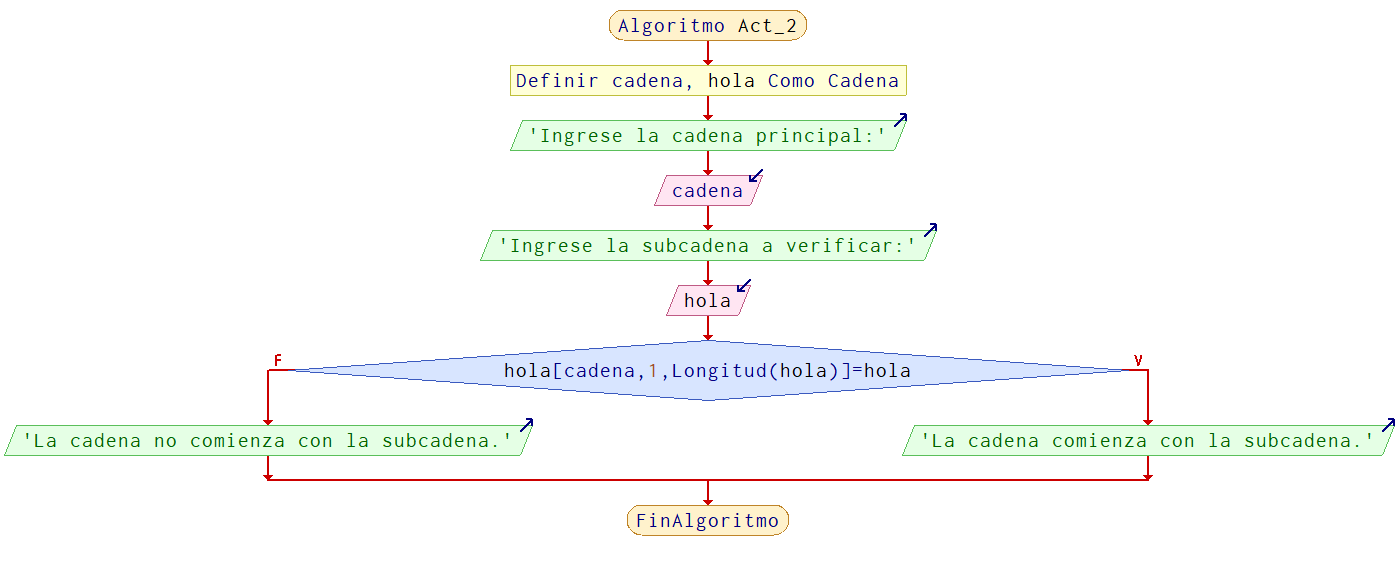 Algoritmo Act_2
Definir cadena, hola Como Cadena
'Ingrese la cadena principal:'
cadena
'Ingrese la subcadena a verificar:'
hola
F
V
hola[cadena,1,Longitud(hola)]=hola
'La cadena no comienza con la subcadena.'
'La cadena comienza con la subcadena.'
FinAlgoritmo